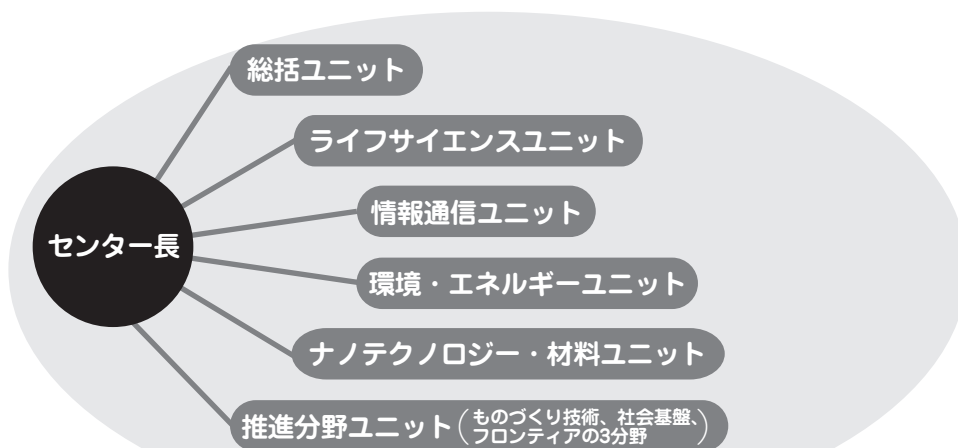 総括ユニット
ライフサイエンスユニット
情報通信ユニット
センター長
環境・エネルギーユニット
ナノテクノロジー・材料ユニット
推進分野ユニット(ものづくり技術、社会基盤、
フロンティアの3分野)